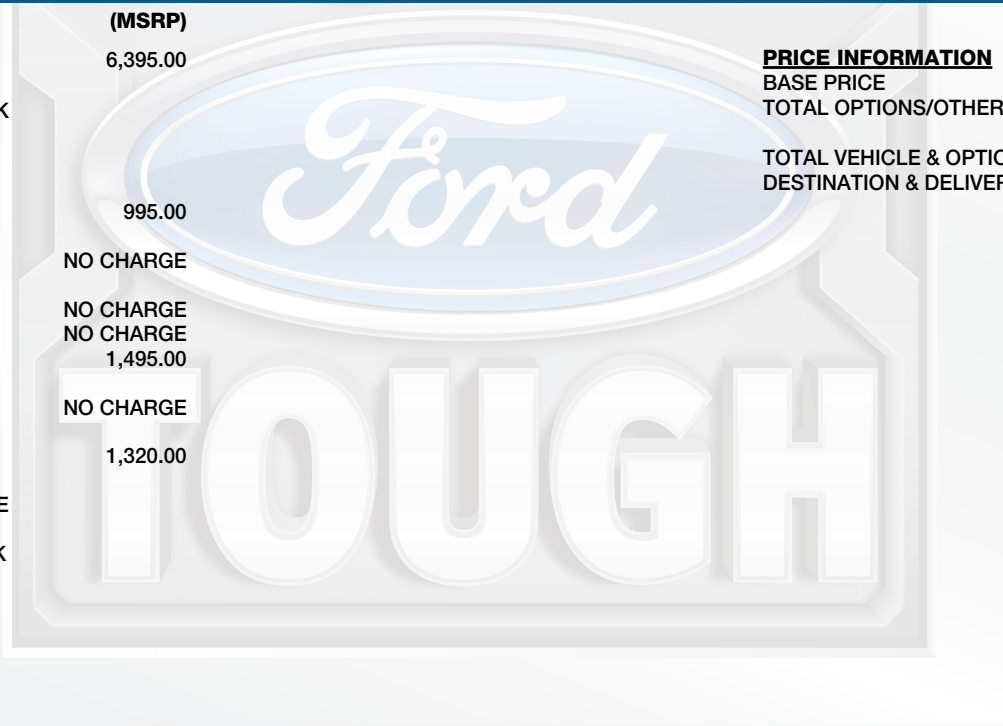 (MSRP)
6,395.00
K
995.00
NO CHARGE
NO CHARGE
NO CHARGE
1,495.00
NO CHARGE
1,320.00
E
K
PRICE INFORMATION
BASE PRICE
TOTAL OPTIONS/OTHER
TOTAL VEHICLE & OPTIO
DESTINATION & DELIVER
Ford
TOUGH